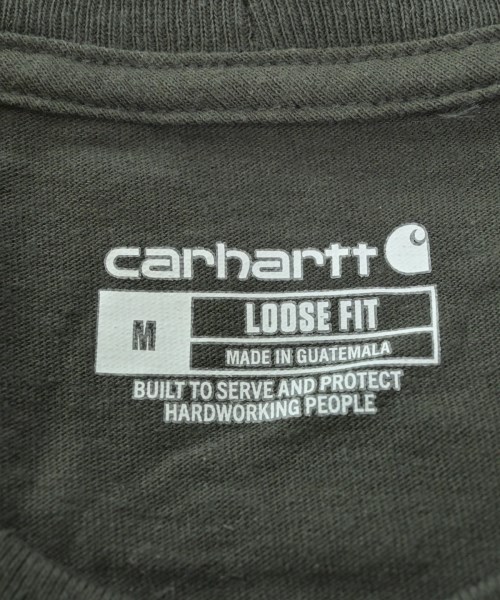 carhartt
M
LOOSE FIT
MADE IN GUATEMALA
BUILT TO SERVE AND PROTECT
HARDWORKING PEOPLE